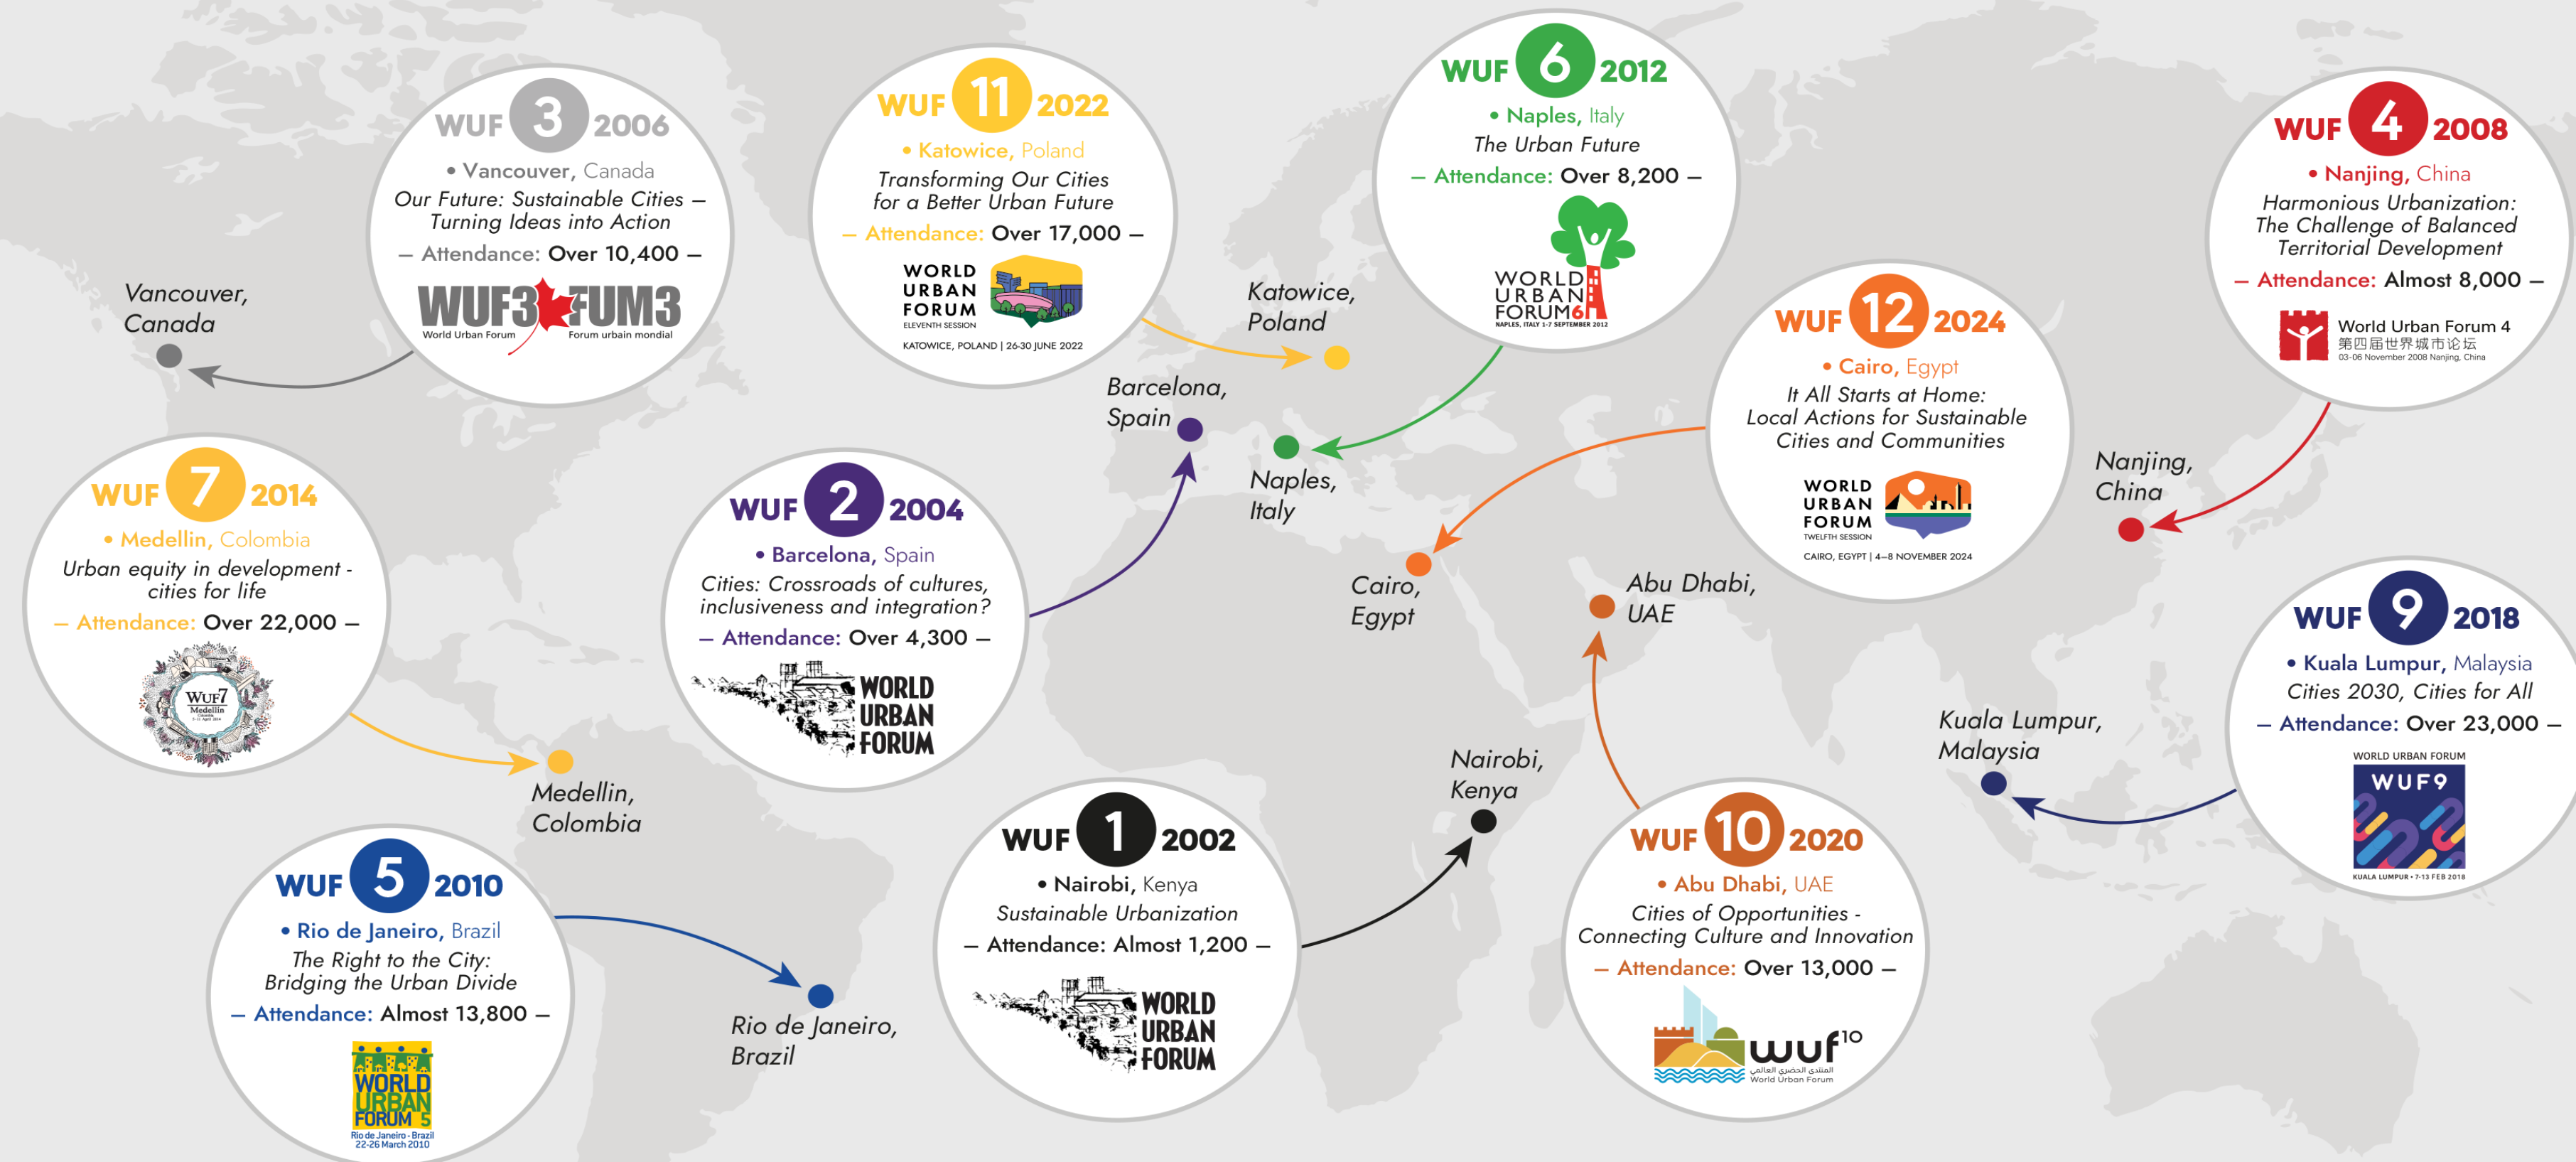 WUF 3 2006
• Vancouver, Canada
Our Future: Sustainable Cities –
Turning Ideas into Action
– Attendance: Over 10,400 –
WUF3 FUM3
World Urban Forum Forum urbain mondial
Vancouver,
Canada
WUF 11 2022
• Katowice, Poland
Transforming Our Cities
for a Better Urban Future
– Attendance: Over 17,000 –
WORLD
URBAN
FORUM
ELEVENTH SESSION
KATOWICE, POLAND | 26-30 JUNE 2022
Katowice,
Poland
WUF 6 2012
• Naples, Italy
The Urban Future
– Attendance: Over 8,200 –
WORLD
URBAN
FORUM6
NAPLES, ITALY 1-7 SEPTEMBER 2012
Naples,
Italy
WUF 4 2008
• Nanjing, China
Harmonious Urbanization:
The Challenge of Balanced
Territorial Development
– Attendance: Almost 8,000 –
World Urban Forum 4
第四届世界城市论坛
03-06 November 2008 Nanjing, China
Nanjing,
China
WUF 12 2024
• Cairo, Egypt
It All Starts at Home:
Local Actions for Sustainable
Cities and Communities
WORLD
URBAN
FORUM
TWELFTH SESSION
CAIRO, EGYPT | 4–8 NOVEMBER 2024
Cairo,
Egypt
WUF 7 2014
• Medellin, Colombia
Urban equity in development -
cities for life
– Attendance: Over 22,000 –
WUF7
Medellin
Medellin,
Colombia
WUF 2 2004
• Barcelona, Spain
Cities: Crossroads of cultures,
inclusiveness and integration?
– Attendance: Over 4,300 –
WORLD
URBAN
FORUM
Barcelona,
Spain
WUF 9 2018
• Kuala Lumpur, Malaysia
Cities 2030, Cities for All
– Attendance: Over 23,000 –
WORLD URBAN FORUM
WUF9
KUALA LUMPUR • 7-13 FEB 2018
Kuala Lumpur,
Malaysia
WUF 5 2010
• Rio de Janeiro, Brazil
The Right to the City:
Bridging the Urban Divide
– Attendance: Almost 13,800 –
WORLD
URBAN
FORUM 5
Rio de Janeiro - Brazil
22-26 March 2010
Rio de Janeiro,
Brazil
WUF 1 2002
• Nairobi, Kenya
Sustainable Urbanization
– Attendance: Almost 1,200 –
WORLD
URBAN
FORUM
Nairobi,
Kenya
WUF 10 2020
• Abu Dhabi, UAE
Cities of Opportunities -
Connecting Culture and Innovation
– Attendance: Over 13,000 –
wuf10
المنتدى الحضري العالمي
World Urban Forum
Abu Dhabi,
UAE